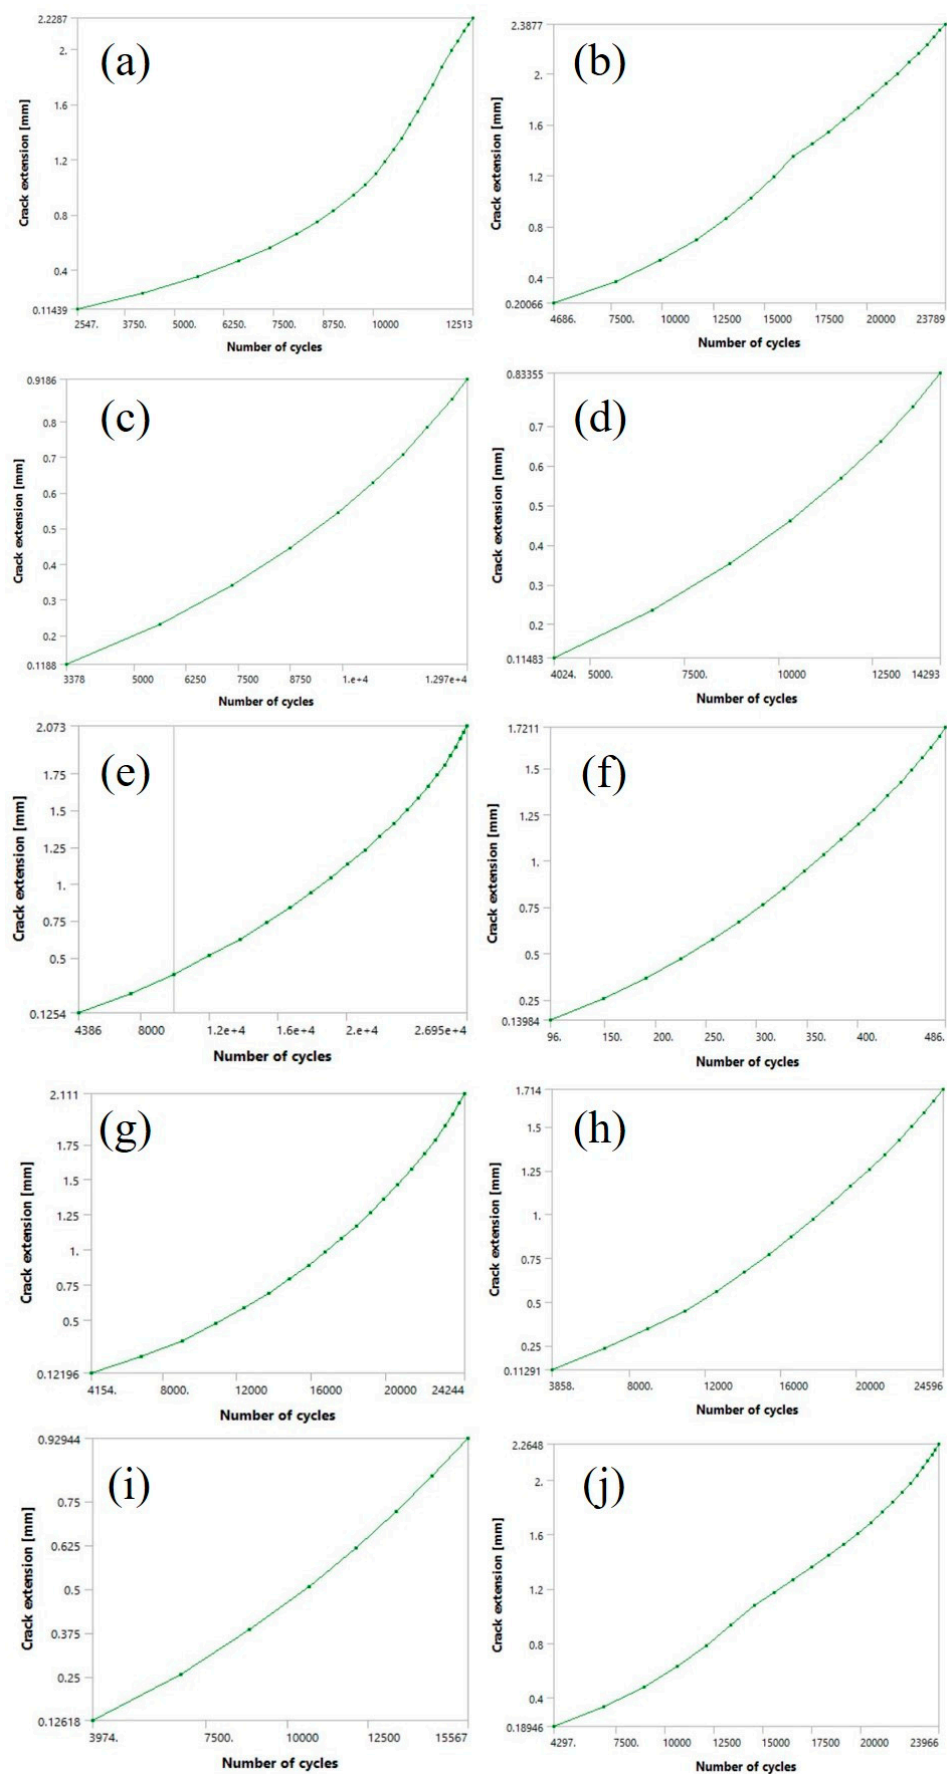 (a)
2.2287
2.
1.6
1.2
0.8
0.4
0.11439
Crack extension [mm]
2547. 3750. 5000. 6250. 7500. 8750. 10000 12513
Number of cycles
(b)
2.3877
2.
1.6
1.2
0.8
0.4
0.20066
Crack extension [mm]
4686. 7500. 10000 12500 15000 17500 20000 23789
Number of cycles
(c)
0.9186
0.8
0.7
0.6
0.5
0.4
0.3
0.2
0.1188
Crack extension [mm]
3378 5000 6250 7500 8750 1.e+4 1.297e+4
Number of cycles
(d)
0.83355
0.7
0.6
0.5
0.4
0.3
0.2
0.11483
Crack extension [mm]
4024. 5000. 7500. 10000 12500 14293
Number of cycles
(e)
2.073
1.75
1.5
1.25
1.
0.75
0.5
0.1254
Crack extension [mm]
4386 8000 1.2e+4 1.6e+4 2.e+4 2.695e+4
Number of cycles
(f)
1.7211
1.5
1.25
1.
0.75
0.5
0.25
0.13984
Crack extension [mm]
96. 150. 200. 250. 300. 350. 400. 486.
Number of cycles
(g)
2.111
1.75
1.5
1.25
1.
0.75
0.5
0.12196
Crack extension [mm]
4154. 8000. 12000 16000 20000 24244
Number of cycles
(h)
1.714
1.5
1.25
1.
0.75
0.5
0.25
0.11291
Crack extension [mm]
3858. 8000. 12000 16000 20000 24596
Number of cycles
(i)
0.92944
0.75
0.625
0.5
0.375
0.25
0.12618
Crack extension [mm]
3974. 7500. 10000 12500 15567
Number of cycles
(j)
2.2648
2.
1.6
1.2
0.8
0.4
0.18946
Crack extension [mm]
4297. 7500. 10000 12500 15000 17500 20000 23966
Number of cycles